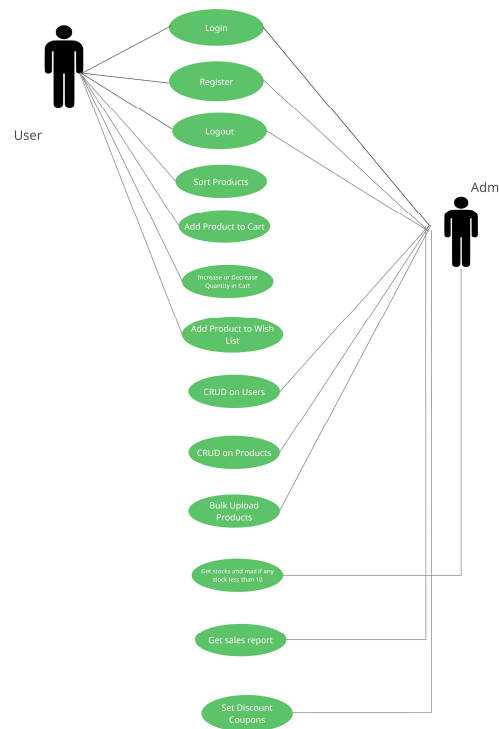 Login
Register
Logout
User
Sort Products
Adm
Add Product to Cart
Increase or Decrease
Quantity in Cart
Add Product to Wish
List
CRUD on Users
CRUD on Products
Bulk Upload
Products
Get stocks and mail if any
stock less than 10
Get sales report
Set Discount
Coupons